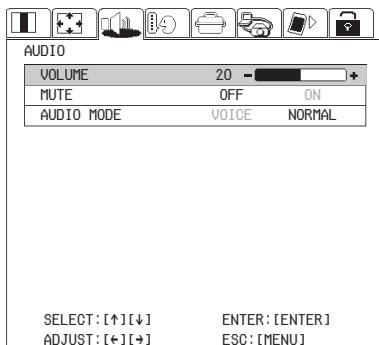 AUDIO
VOLUME 20 - +
MUTE OFF ON
AUDIO MODE VOICE NORMAL
SELECT:[↑][↓] ENTER:[ENTER]
ADJUST:[←][→] ESC:[MENU]